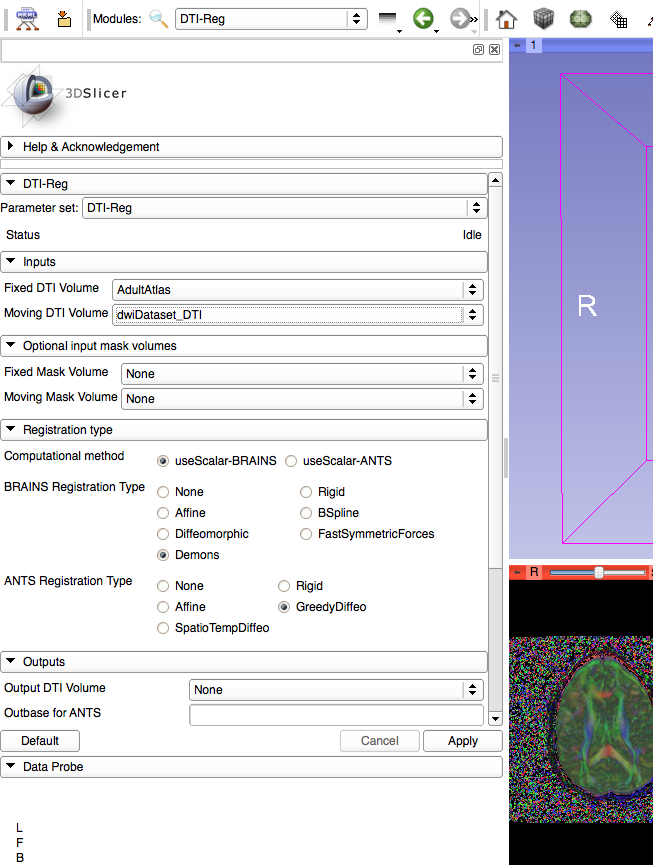 MRML
Modules: DTI-Reg
1
3DSlicer
Help & Acknowledgement
DTI-Reg
Parameter set: DTI-Reg
Status Idle
Inputs
Fixed DTI Volume AdultAtlas
Moving DTI Volume dwiDataset_DTI
R
Optional input mask volumes
Fixed Mask Volume None
Moving Mask Volume None
Registration type
Computational method useScalar-BRAINS useScalar-ANTS
BRAINS Registration Type None Rigid
Affine BSpline
Diffeomorphic FastSymmetricForces
Demons
R
ANTS Registration Type None Rigid
Affine GreedyDiffeo
SpatioTempDiffeo
Outputs
Output DTI Volume None
Outbase for ANTS
Default Cancel Apply
Data Probe
L
F
B